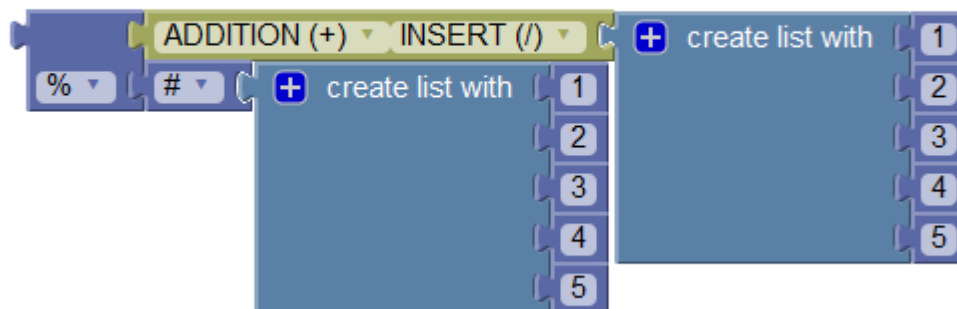 ADDITION (+) INSERT (/) + create list with 1
% # + create list with 1 2
2 3
3 4
4 5
5